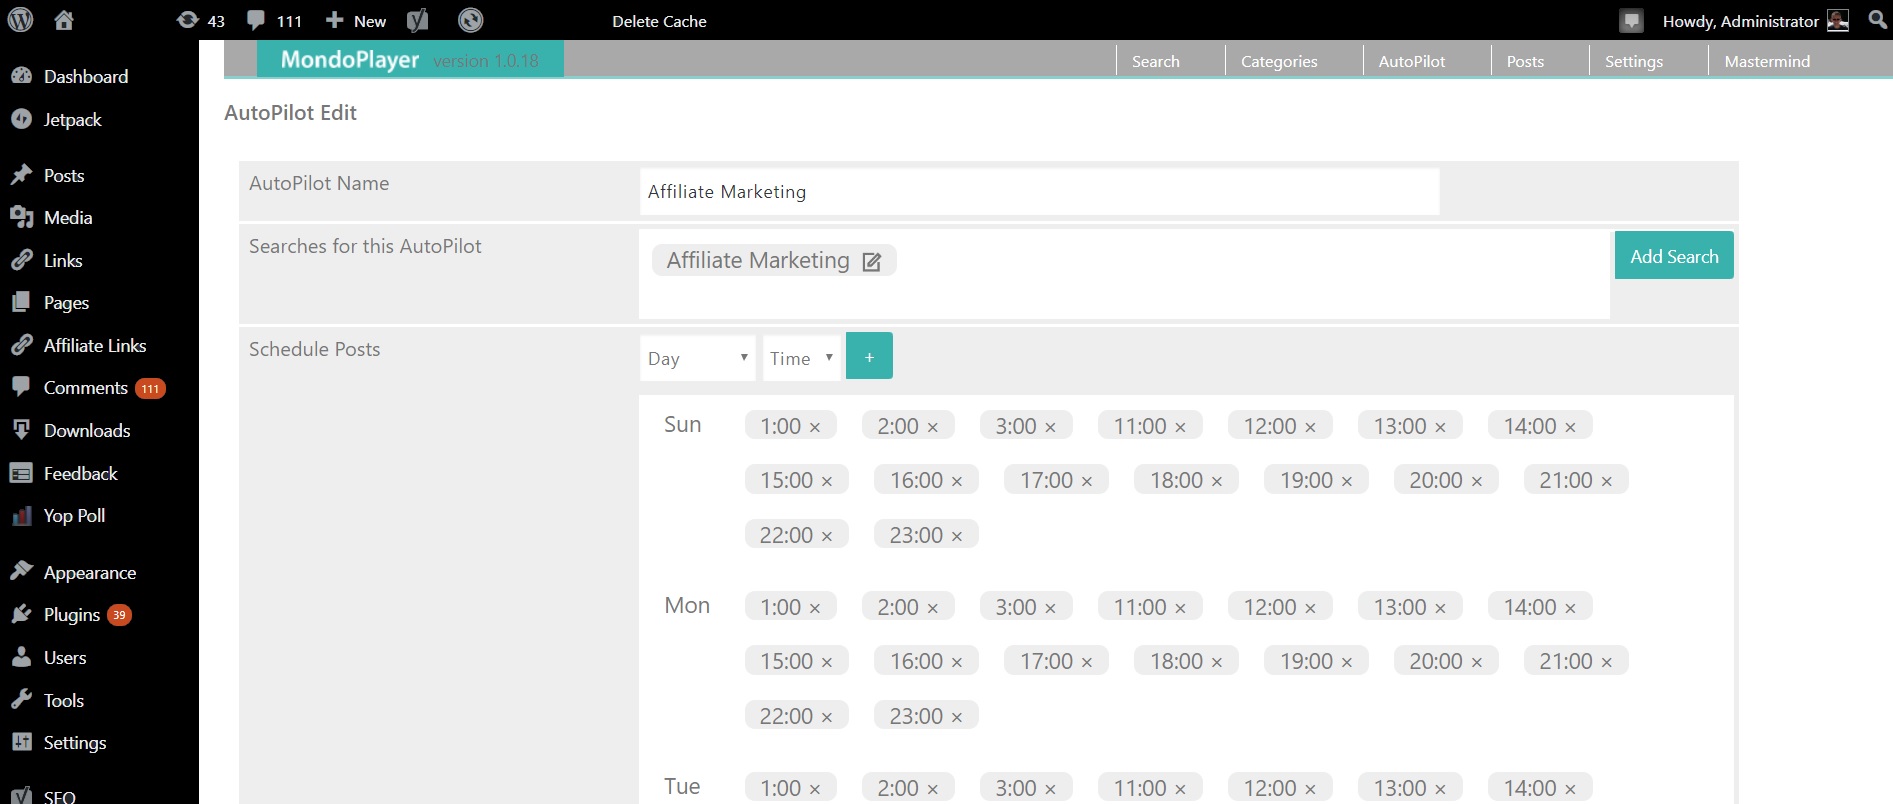 43 111 New Delete Cache Howdy, Administrator
MondoPlayer version 1.0.18 Search Categories AutoPilot Posts Settings Mastermind
Dashboard
Jetpack
Posts
Media
Links
Pages
Affiliate Links
Comments 111
Downloads
Feedback
Yop Poll
Appearance
Plugins 39
Users
Tools
Settings
SEO
AutoPilot Edit
AutoPilot Name Affiliate Marketing
Searches for this AutoPilot Affiliate Marketing Add Search
Schedule Posts Day Time +
Sun 1:00 × 2:00 × 3:00 × 11:00 × 12:00 × 13:00 × 14:00 ×
15:00 × 16:00 × 17:00 × 18:00 × 19:00 × 20:00 × 21:00 ×
22:00 × 23:00 ×
Mon 1:00 × 2:00 × 3:00 × 11:00 × 12:00 × 13:00 × 14:00 ×
15:00 × 16:00 × 17:00 × 18:00 × 19:00 × 20:00 × 21:00 ×
22:00 × 23:00 ×
Tue 1:00 × 2:00 × 3:00 × 11:00 × 12:00 × 13:00 × 14:00 ×